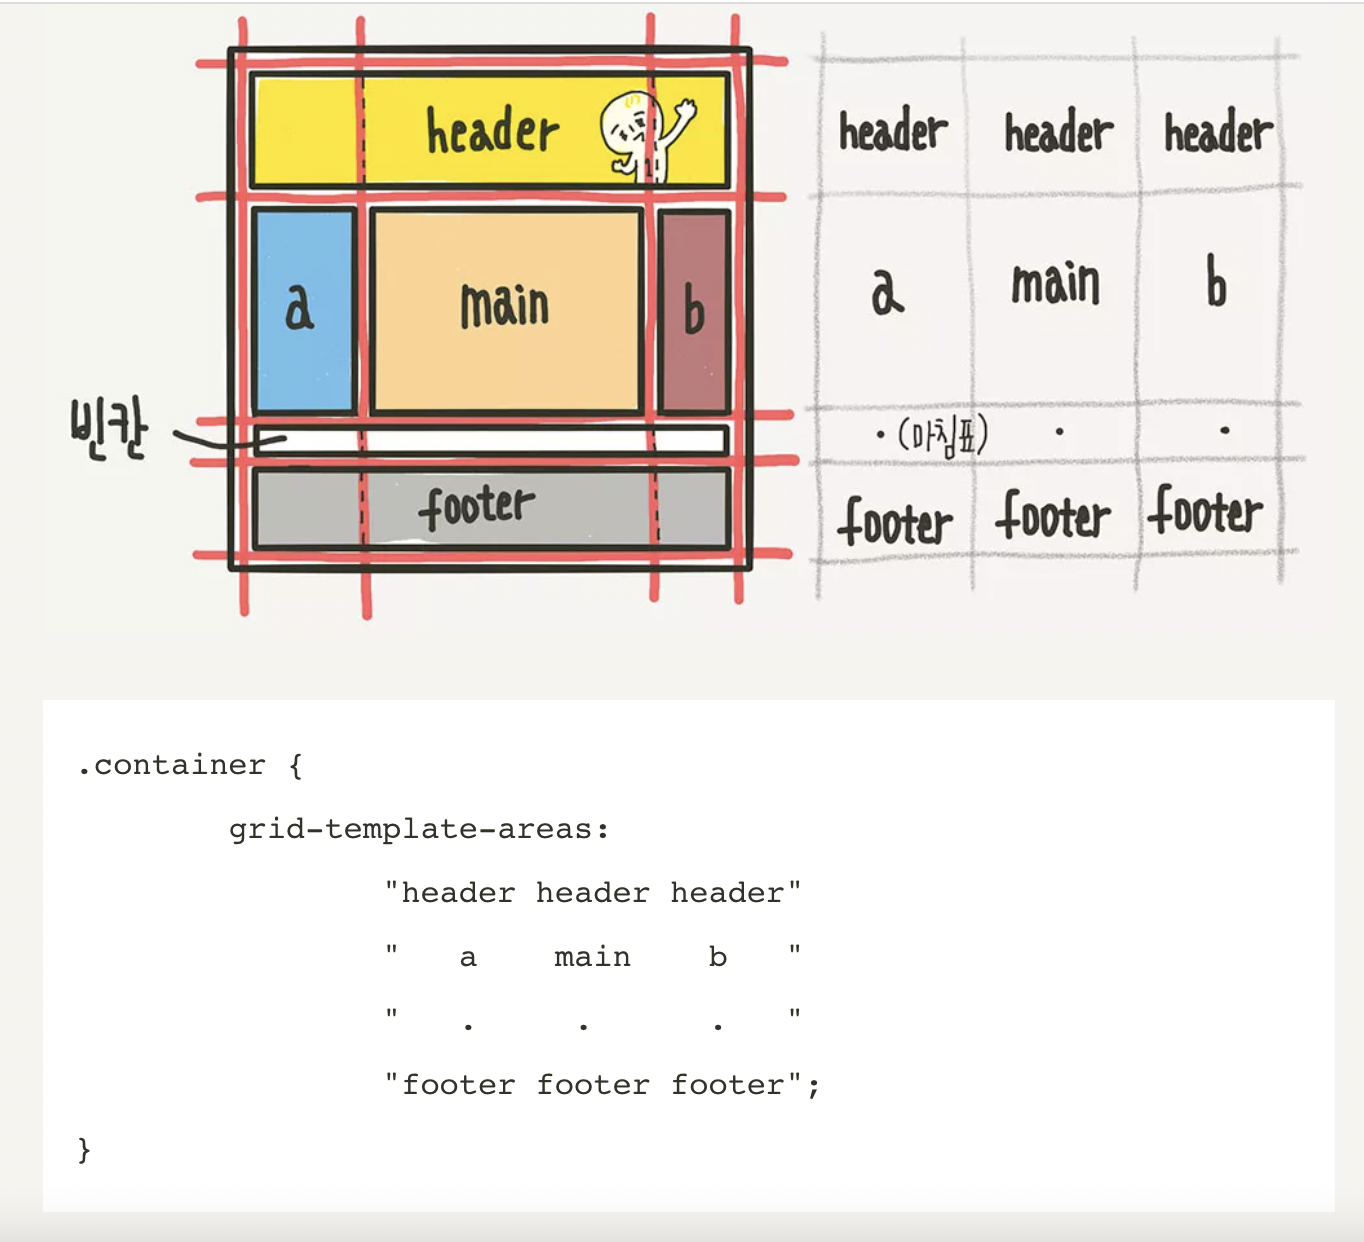 header
header header header
a main b
a main b
빈칸
. (마침표) . .
footer
footer footer footer
.container {
grid-template-areas:
"header header header"
" a main b "
" . . . "
"footer footer footer";
}